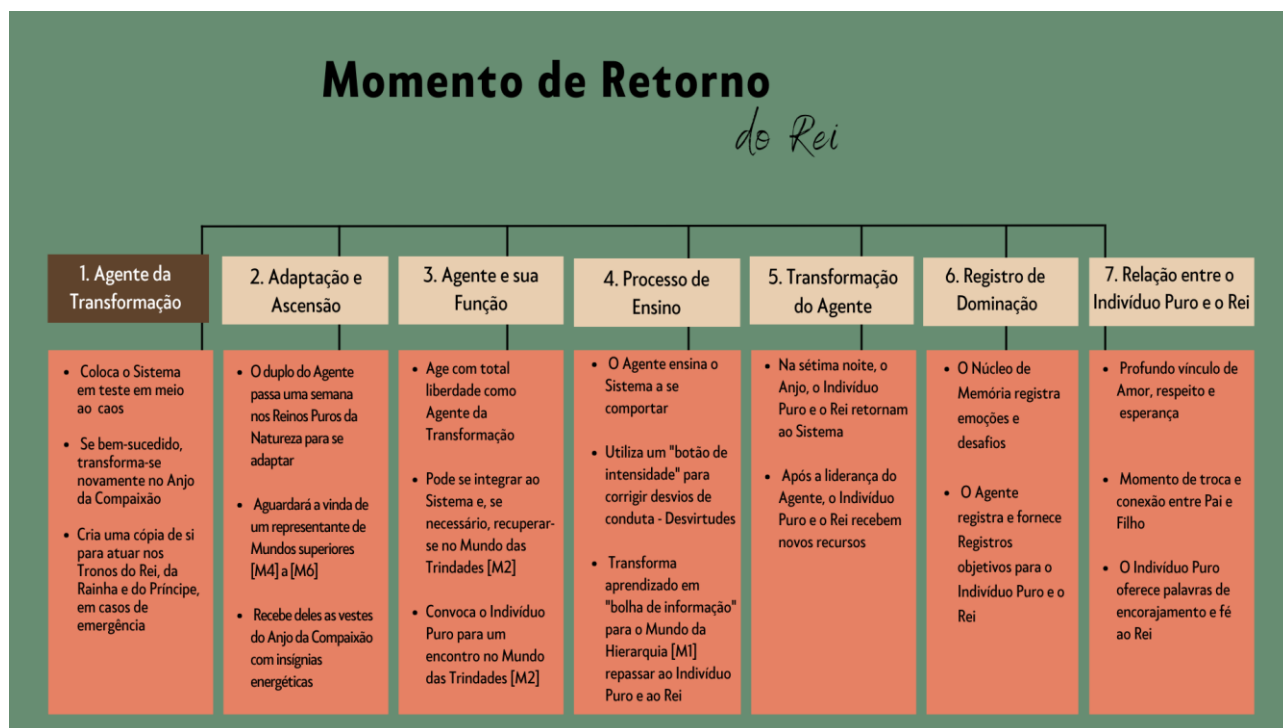 Momento de Retorno
do Rei
1. Agente da
Transformação
• Coloca o Sistema
em teste em meio
ao caos
• Se bem-sucedido,
transforma-se
novamente no Anjo
da Compaixão
• Cria uma cópia de si
para atuar nos
Tronos do Rei, da
Rainha e do Príncipe,
em casos de
emergência
2. Adaptação e
Ascensão
• O duplo do Agente
passa uma semana
nos Reinos Puros da
Natureza para se
adaptar
• Aguardará a vinda de
um representante de
Mundos superiores
[M4) a [M6]
• Recebe deles as vestes
do Anjo da Compaixão
com insígnias
energéticas
3. Agente e sua
Função
• Age com total
liberdade como
Agente da
Transformação
• Pode se integrar ao
Sistema e, se
necessário, recuperar-
se no Mundo das
Trindades [M2]
• Convoca o Indivíduo
Puro para um
encontro no Mundo
das Trindades [M2]
4. Processo de
Ensino
• O Agente ensina o
Sistema a se
comportar
• Utiliza um "botão de
intensidade" para
corrigir desvios de
conduta - Desvirtudes
• Transforma
aprendizado em
"bolha de informação"
para o Mundo da
Hierarquia [M1]
repassar ao Indivíduo
Puro e ao Rei
5. Transformação
do Agente
• Na sétima noite, o
Anjo, o Indivíduo
Puro e o Rei retornam
ao Sistema
• Após a liderança do
Agente, o Indivíduo
Puro e o Rei recebem
novos recursos
6. Registro de
Dominação
• O Núcleo de
Memória registra
emoções e
desafios
• O Agente
registra e fornece
Registros
objetivos para o
Indivíduo Puro e o
Rei
7. Relação entre o
Indivíduo Puro e o Rei
• Profundo vínculo de
Amor, respeito e
esperança
• Momento de troca e
conexão entre Pai e
Filho
• O Indivíduo Puro
oferece palavras de
encorajamento e fé
ao Rei